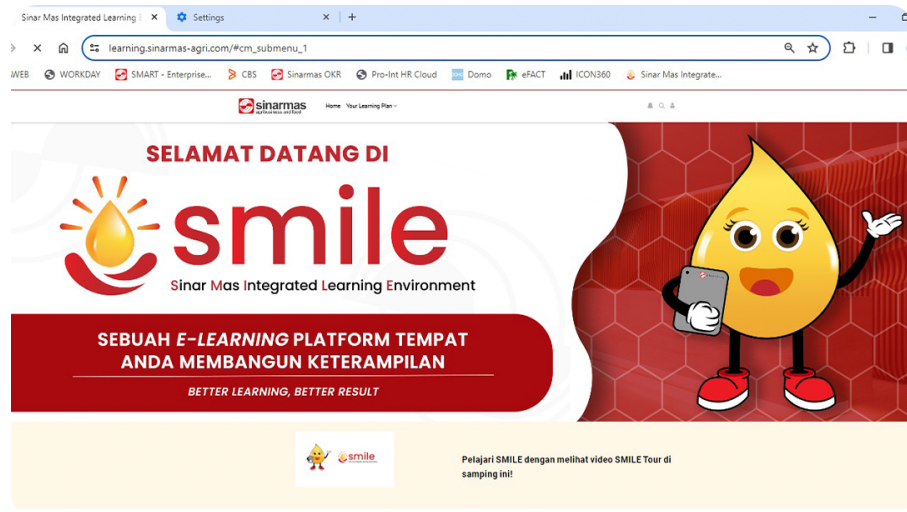 Sinar Mas Integrated Learning
Settings
learning.sinarmas-agri.com/#cm_submenu_1
WORKDAY
SMART - Enterprise...
CBS
Sinarmas OKR
Pro-Int HR Cloud
Domo
eFACT
ICON360
Sinar Mas Integrate...
sinarmas
agribusiness and food
Home
Your Learning Plan
SELAMAT DATANG DI
smile
Sinar Mas Integrated Learning Environment
SEBUAH E-LEARNING PLATFORM TEMPAT
ANDA MEMBANGUN KETERAMPILAN
BETTER LEARNING, BETTER RESULT
smile
Pelajari SMILE dengan melihat video SMILE Tour di
samping ini!